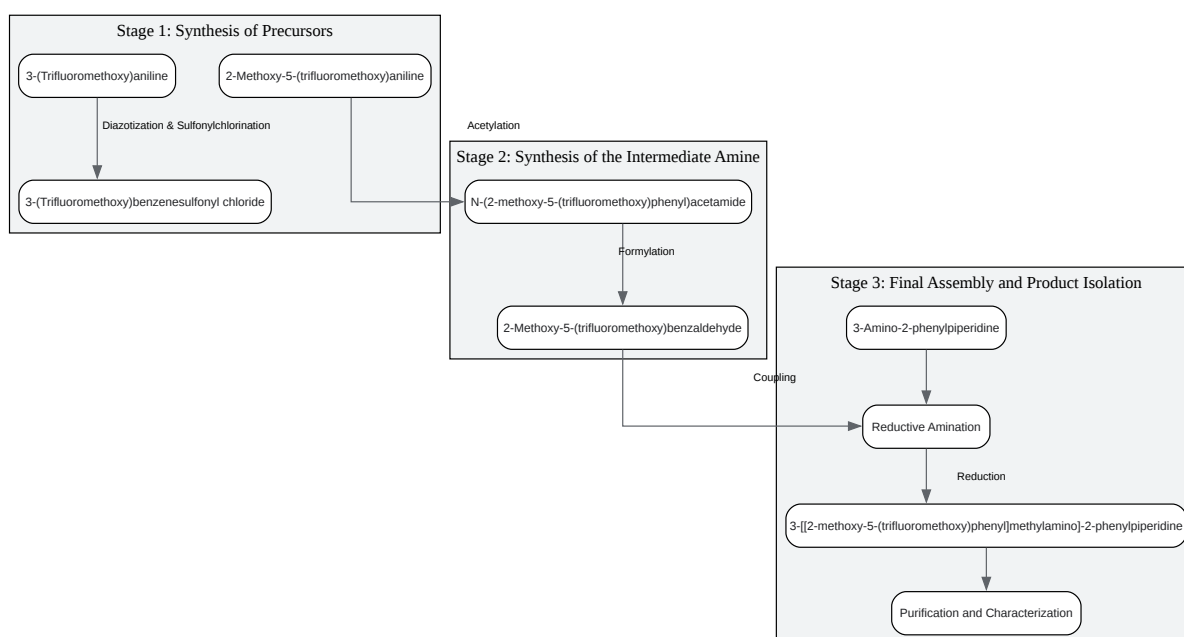 Stage 1: Synthesis of Precursors
3-(Trifluoromethoxy)aniline
2-Methoxy-5-(trifluoromethoxy)aniline
Diazotization & Sulfonylchlorination
3-(Trifluoromethoxy)benzenesulfonyl chloride
Acetylation
Stage 2: Synthesis of the Intermediate Amine
N-(2-methoxy-5-(trifluoromethoxy)phenyl)acetamide
Formylation
2-Methoxy-5-(trifluoromethoxy)benzaldehyde
Coupling
Stage 3: Final Assembly and Product Isolation
3-Amino-2-phenylpiperidine
Reductive Amination
Reduction
3-[[2-methoxy-5-(trifluoromethoxy)phenyl]methylamino]-2-phenylpiperidine
Purification and Characterization